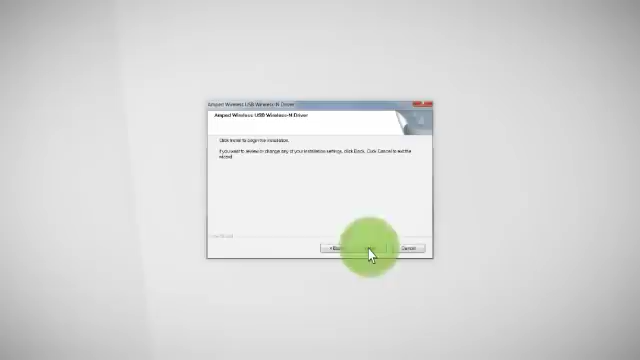 Amped Wireless USB Wireless-N Driver
Amped Wireless USB Wireless-N Driver
Click Install to begin the installation.
If you want to review or change any of your installation settings, click Back. Click Cancel to exit the
wizard.
< Back
Cancel